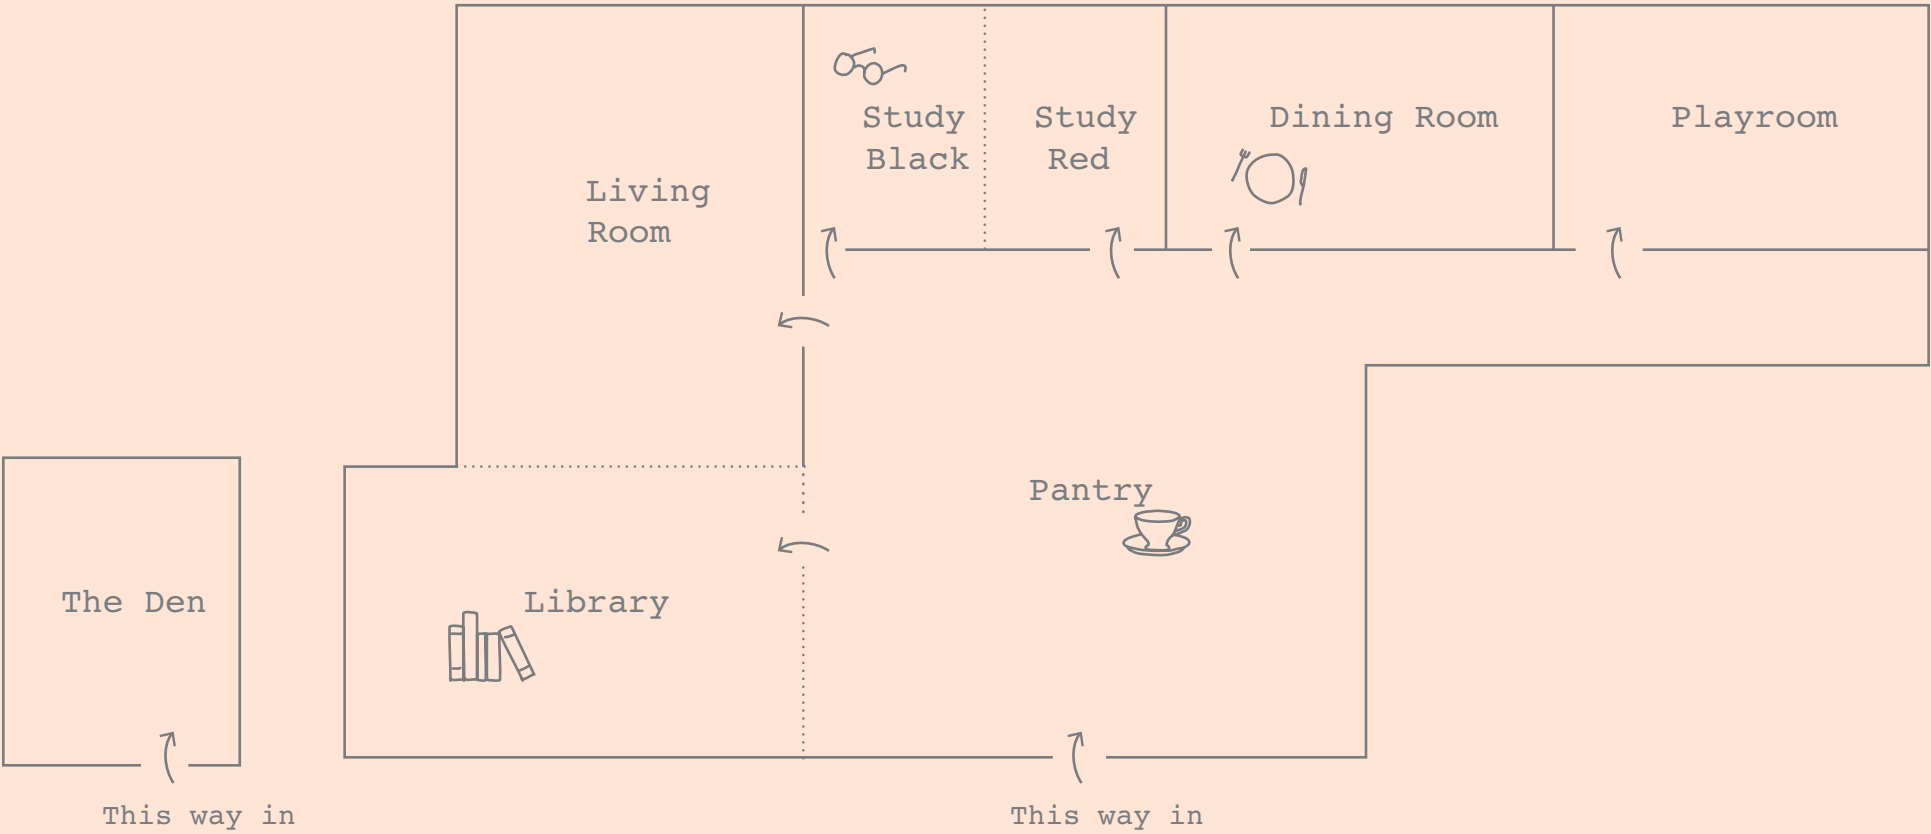 Study
Black
Study
Red
Dining Room
Playroom
Living
Room
Pantry
The Den
Library
This way in
This way in